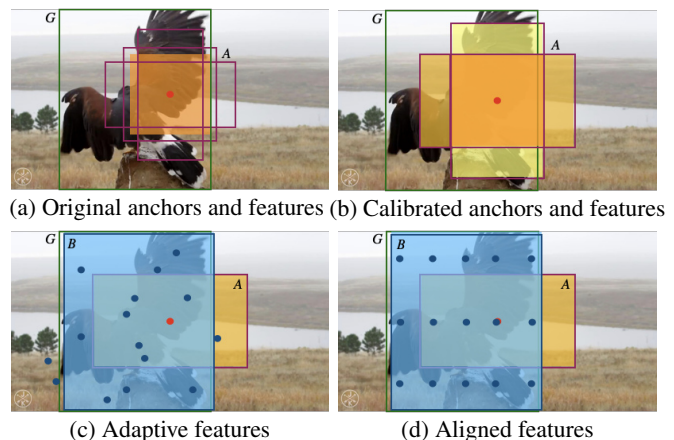 G
A
A
(a) Original anchors and features
(b) Calibrated anchors and features
G
B
A
G
B
A
(c) Adaptive features
(d) Aligned features